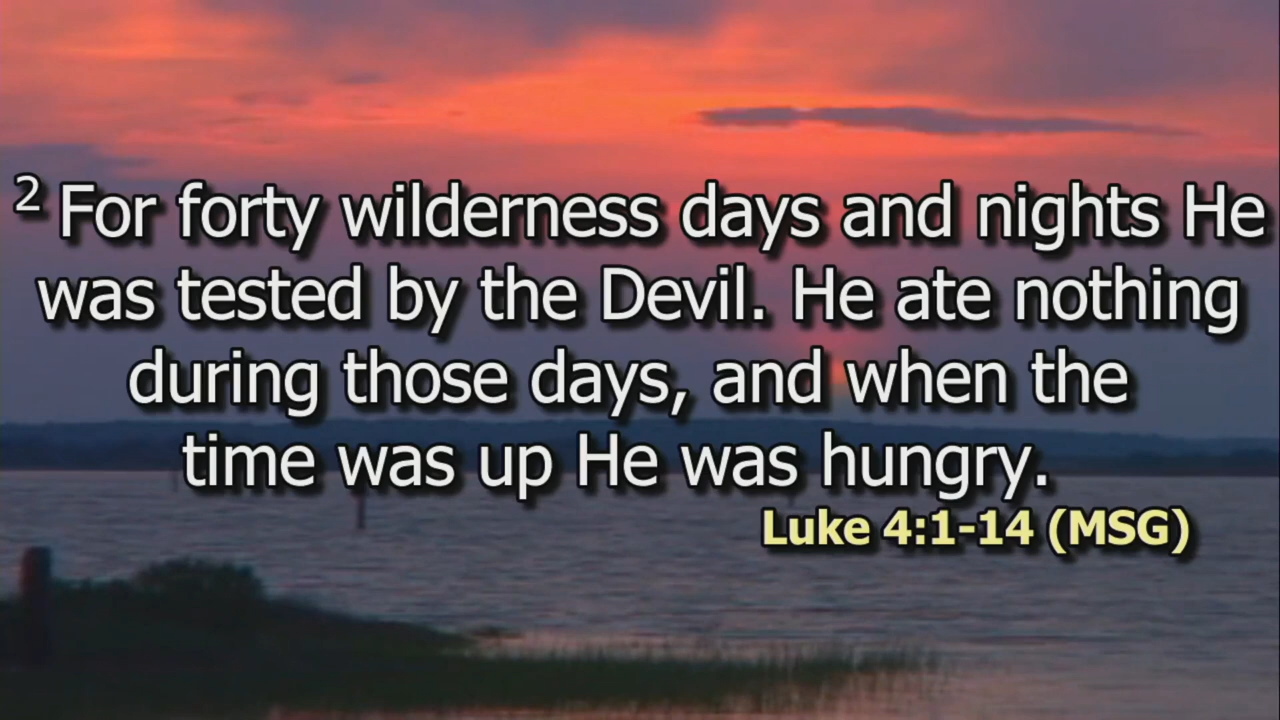 ² For forty wilderness days and nights He
was tested by the Devil. He ate nothing
during those days, and when the
time was up He was hungry.
Luke 4:1-14 (MSG)